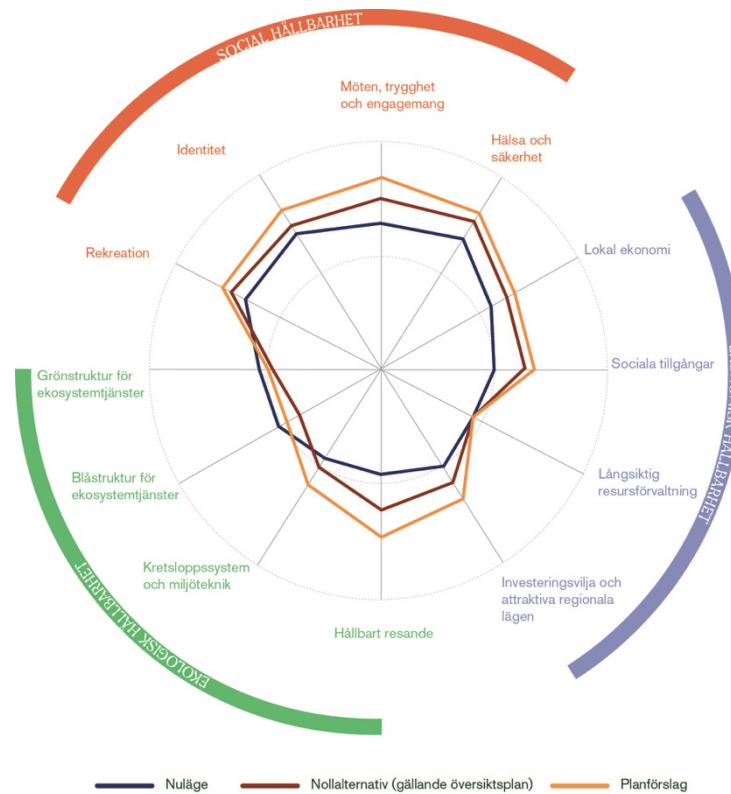 SOCIAL HÅLLBARHET
Möten, trygghet
och engagemang
Identitet
Hälsa och
säkerhet
Rekreation
Lokal ekonomi
Grönstruktur för
ekosystemtjänster
Sociala tillgångar
Blåstruktur för
ekosystemtjänster
Långsiktig
resursförvaltning
Kretsloppssystem
och miljöteknik
Investeringsvilja och
attraktiva regionala
lägen
HÅLLBARHET
EKOLOGISK HÅLLBARHET
Hållbart resande
Nuläge
Nollalternativ (gällande översiktsplan)
Planförslag